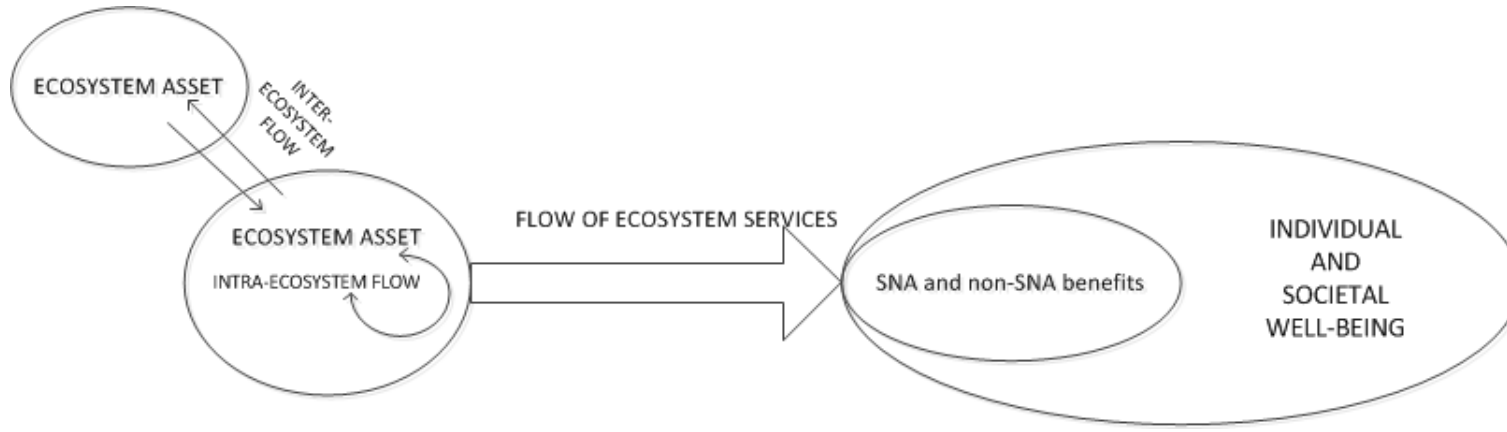 ECOSYSTEM ASSET
INTER-
ECOSYSTEM
FLOW
ECOSYSTEM ASSET
INTRA-ECOSYSTEM FLOW
FLOW OF ECOSYSTEM SERVICES
SNA and non-SNA benefits
INDIVIDUAL
AND
SOCIETAL
WELL-BEING